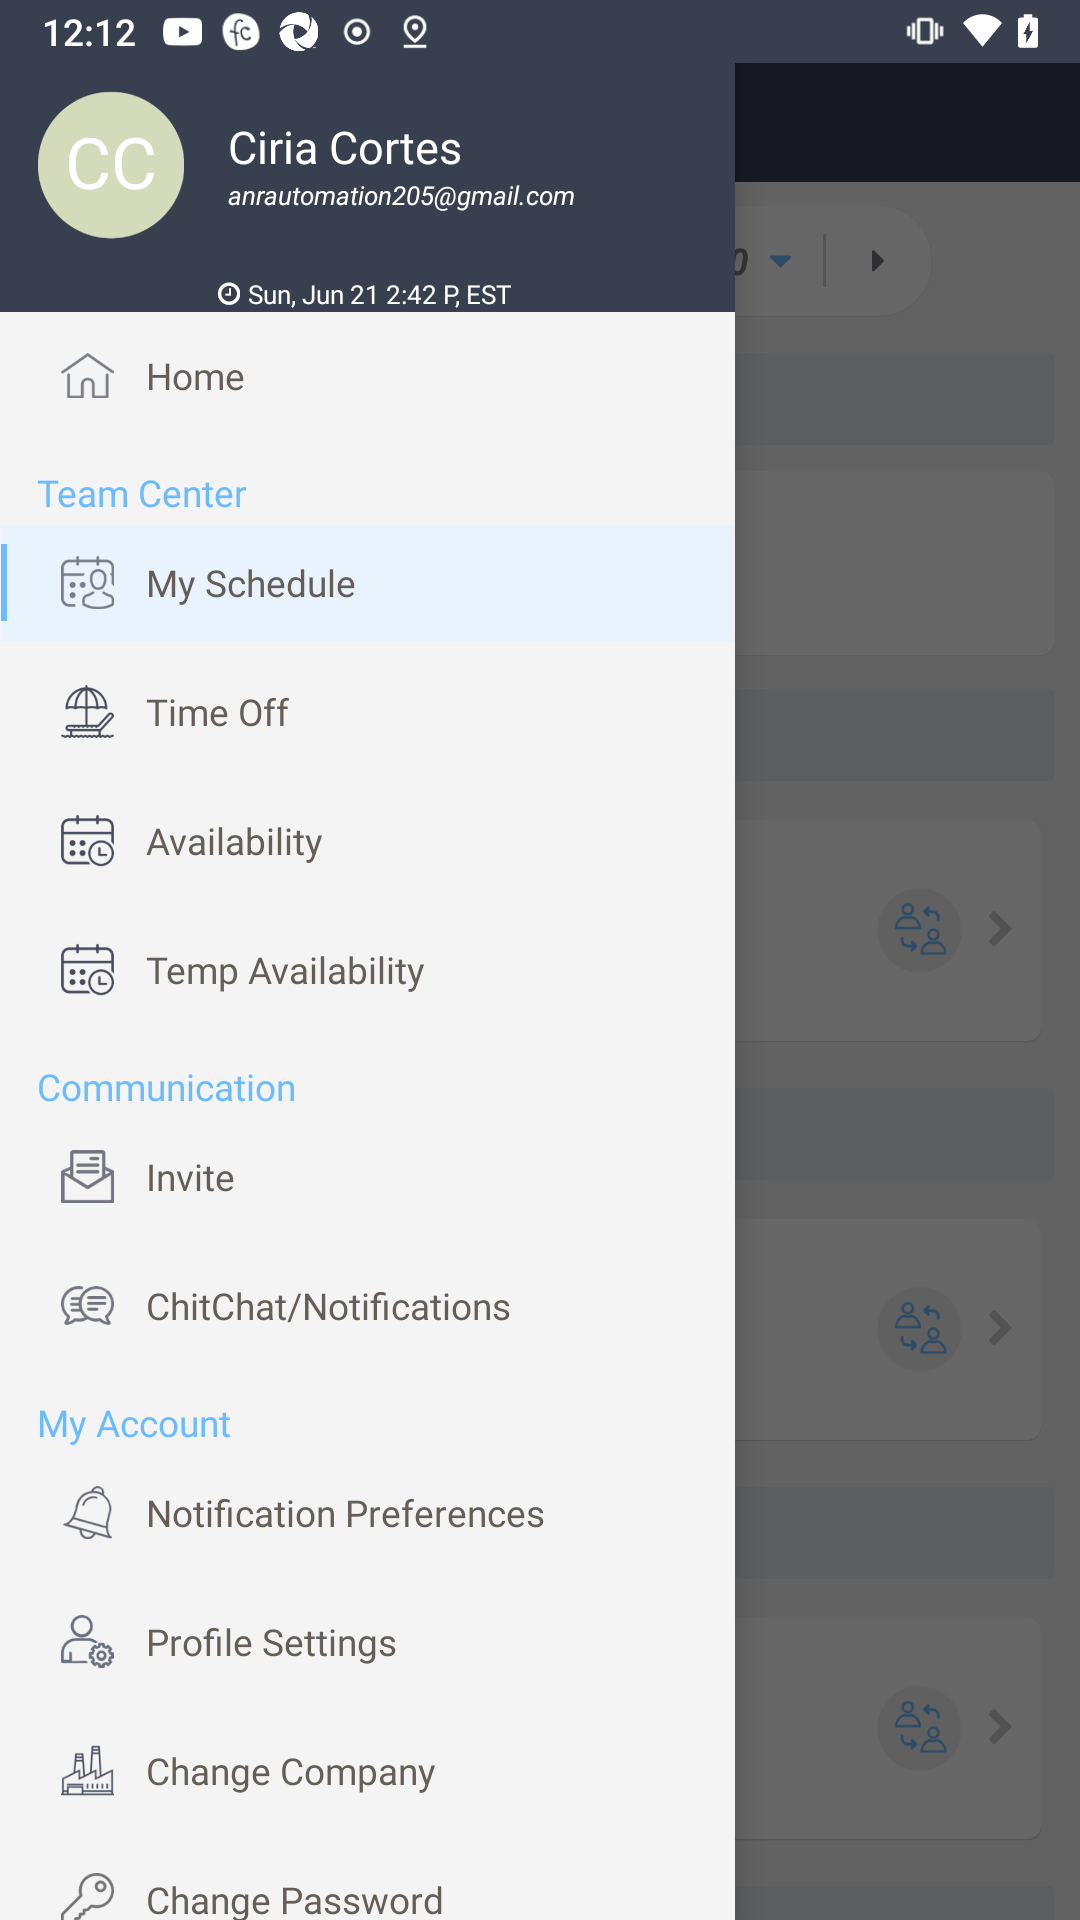 12:12
CC
Ciria Cortes
anrautomation205@gmail.com
Sun, Jun 21 2:42 P, EST
0
Home
Team Center
My Schedule
Time Off
Availability
Temp Availability
Communication
Invite
ChitChat/Notifications
My Account
Notification Preferences
Profile Settings
Change Company
Change Password